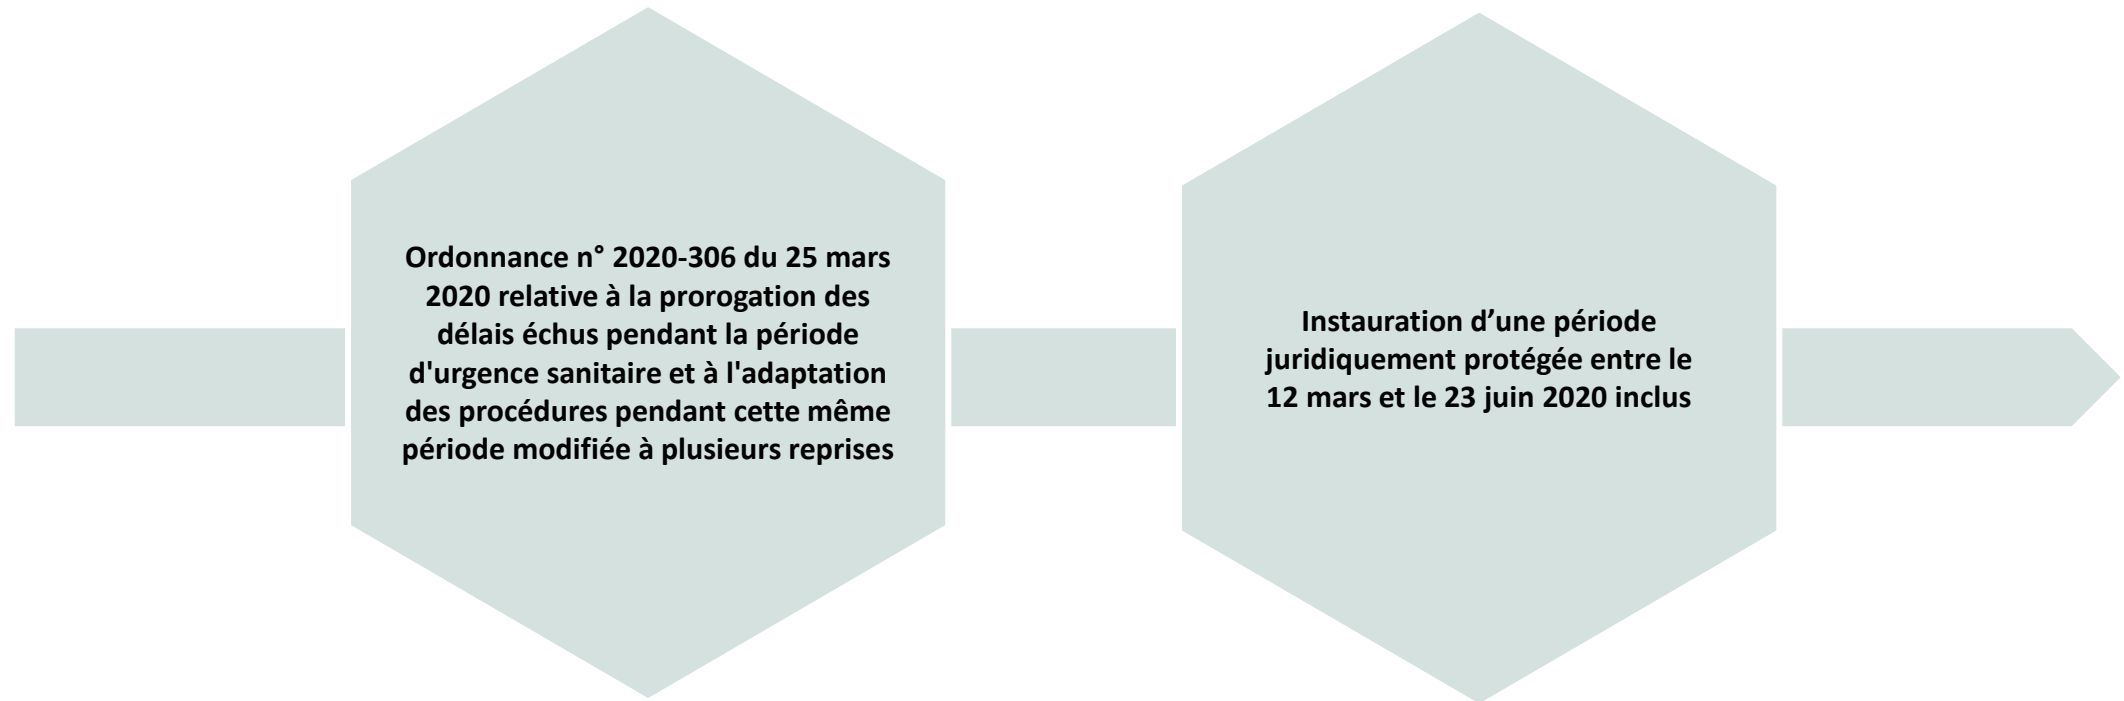 Ordonnance n° 2020-306 du 25 mars
2020 relative à la prorogation des
délais échus pendant la période
d'urgence sanitaire et à l'adaptation
des procédures pendant cette même
période modifiée à plusieurs reprises
Instauration d’une période
juridiquement protégée entre le
12 mars et le 23 juin 2020 inclus